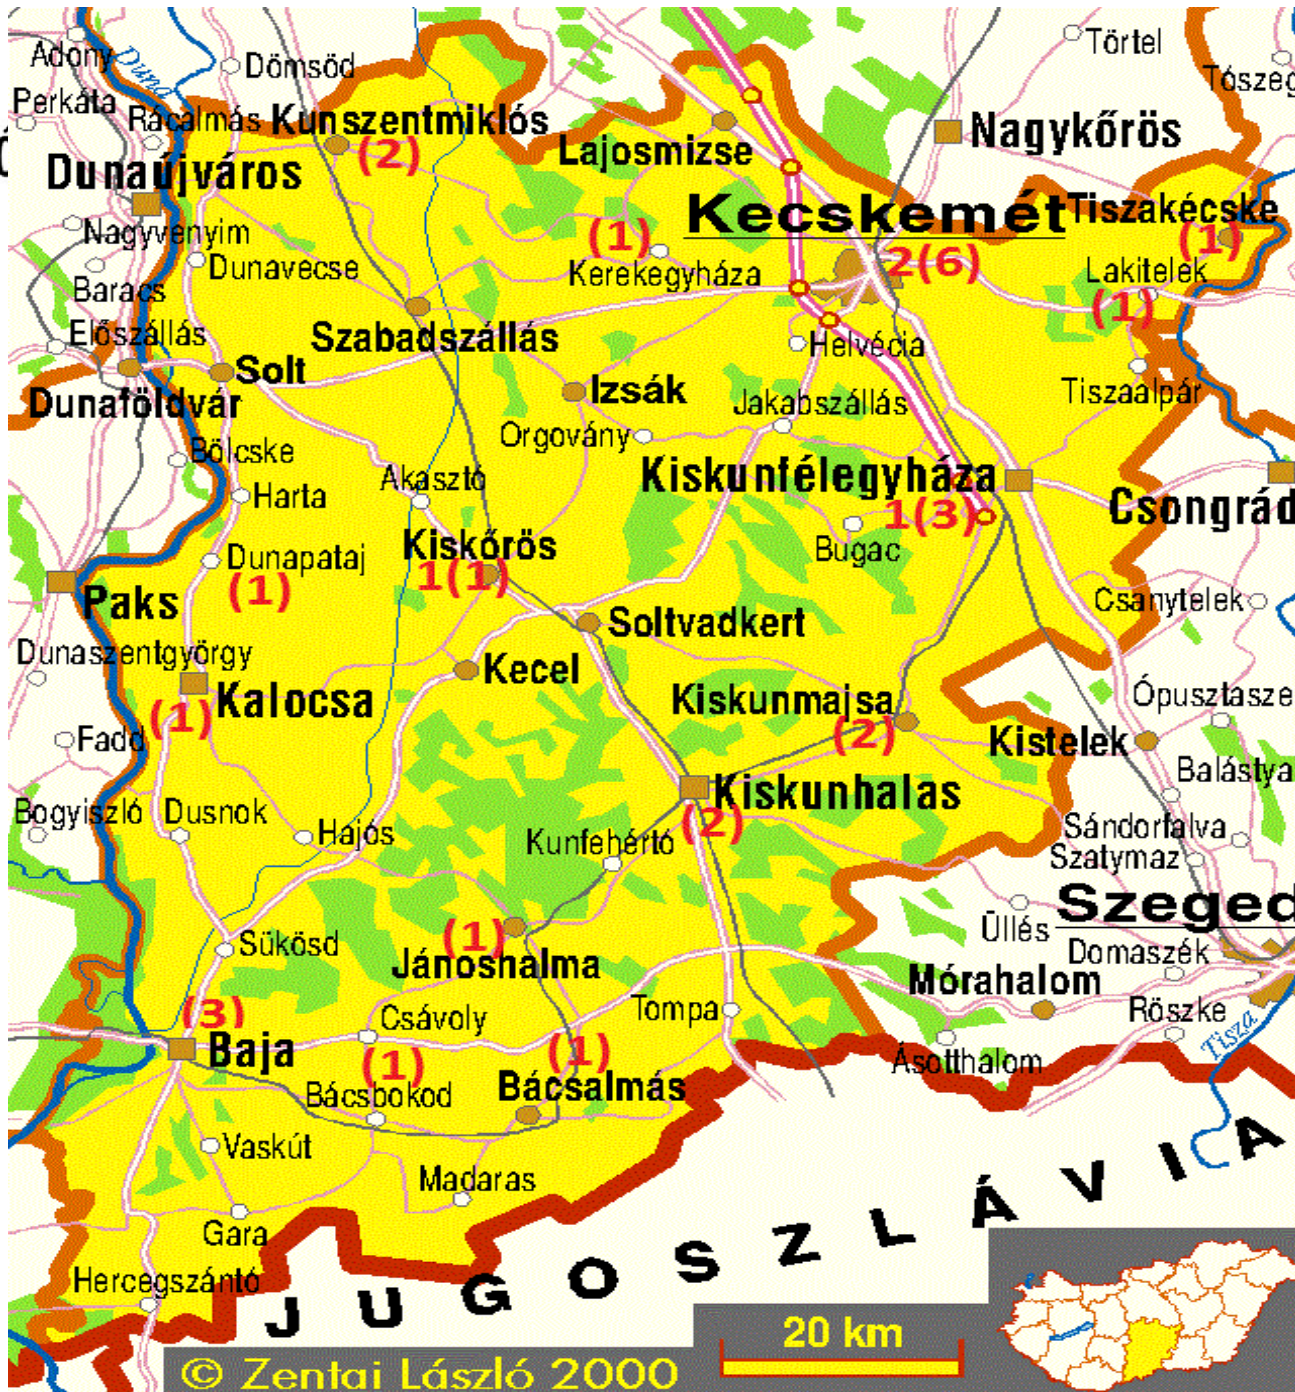 Adony
Duna
Dömsöd
Törtel
Tószeg
Perkáta
Rácalmás
Kunszentmiklós
(2)
Lajosmizse
Nagykőrös
Dunaújváros
Kecskemét
Tiszakécske
(1)
Nagyvenyim
Dunavecse
(1)
Kerekegyháza
2(6)
Lakitelek
(1)
Baracs
Előszállás
Szabadszállás
Helvécia
Solt
Izsák
Tiszaalpár
Dunaföldvár
Jakabszállás
Orgovány
Bölcske
Akasztó
Kiskunfélegyháza
1(3)
Harta
Csongrád
Kiskőrös
1(1)
Bugac
Dunapataj
(1)
Paks
Soltvadkert
Csanytelek
Dunaszentgyörgy
Kecel
Kalocsa
(1)
Kiskunmajsa
(2)
Ópusztasze
Fadd
Kistelek
Balástya
Kiskunhalas
(2)
Bogyiszló
Dusnok
Hajós
Kunfehértó
Sándorfalva
Szatymaz
Szeged
Üllés
(1)
Jánoshalma
Sükösd
Domaszék
Mórahalom
(3)
Baja
Csávoly
Tompa
Röszke
Ásotthalom
Tisza
(1)
(1)
Bácsbokod
Bácsalmás
Vaskút
Madaras
Gara
Hercegszántó
JUGOSZLÁVIA
20 km
© Zentai László 2000